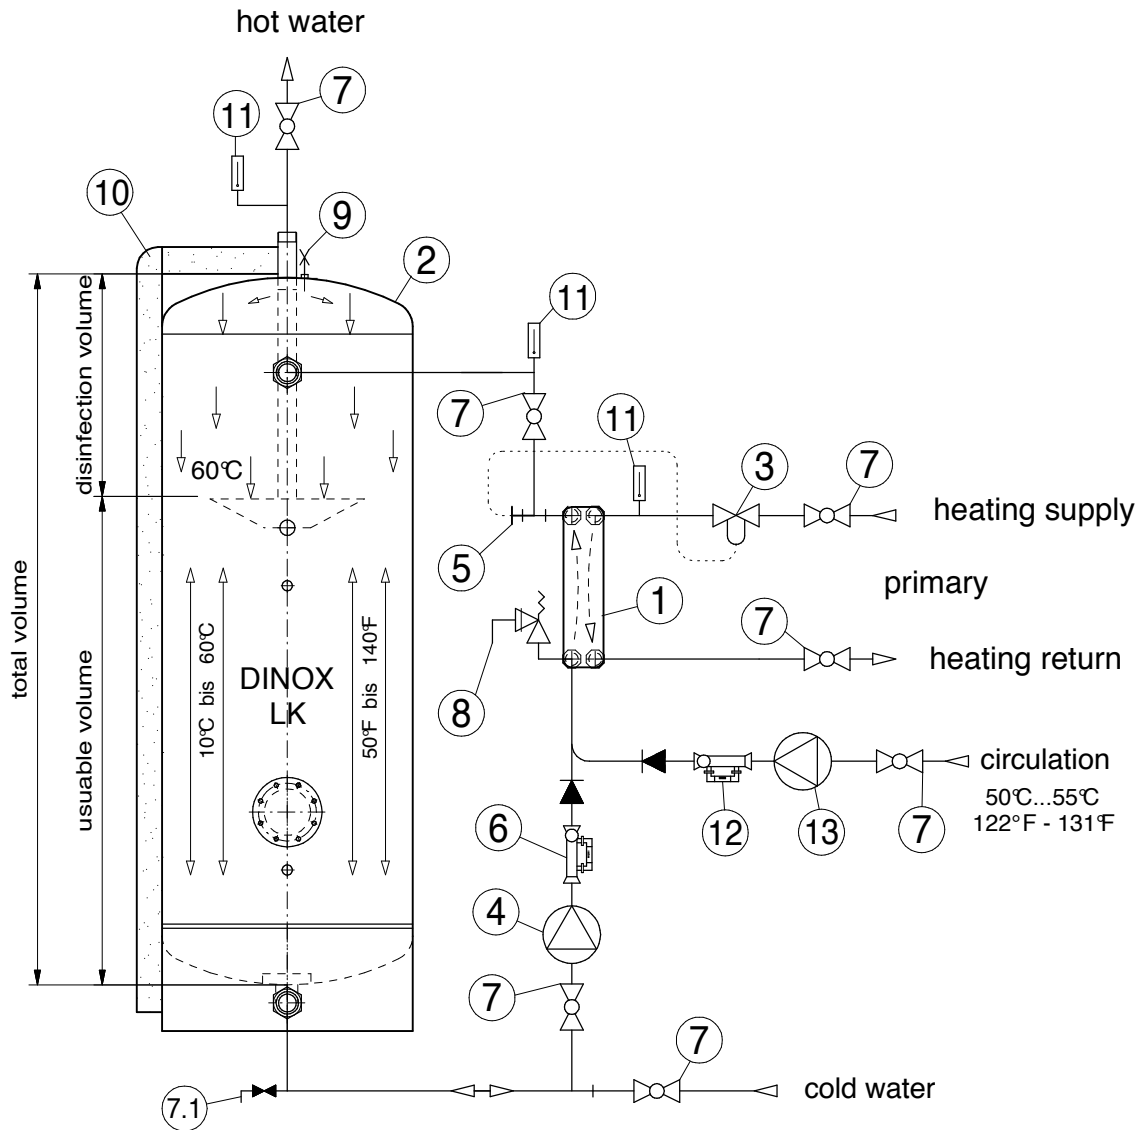 hot water
7
11
10
9
2
11
disinfection volume
7
11
3
7
60°C
heating supply
5
primary
1
7
heating return
total volume
usuable volume
10°C bis 60°C
DINOX
LK
50°F bis 140°F
8
circulation
50°C...55°C
122°F - 131°F
6
12
13
7
4
7
7
7.1
cold water